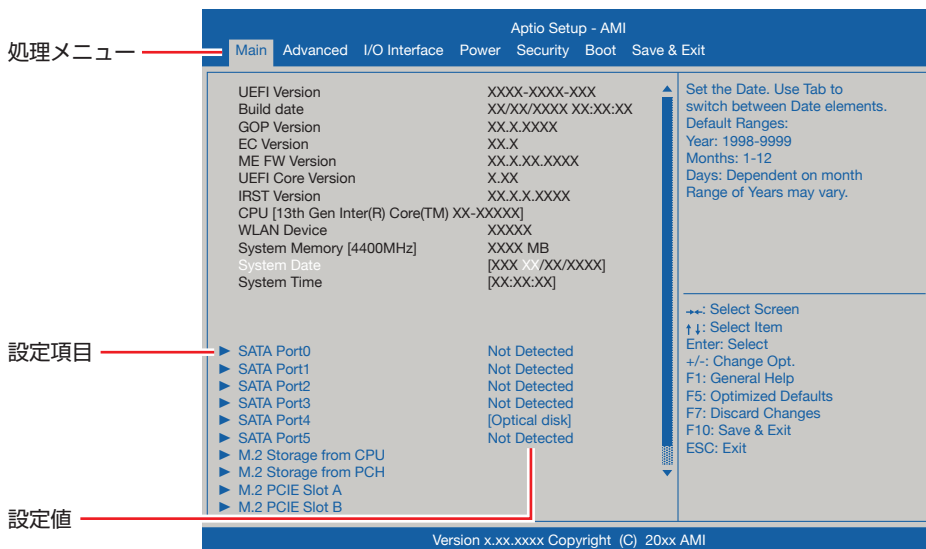 Aptio Setup - AMI
処理メニュー
Main Advanced I/O Interface Power Security Boot Save & Exit
UEFI Version XXXX-XXXX-XXX
Build date XX/XX/XXXX XX:XX:XX
GOP Version XX.X.XXXX
EC Version XX.X
ME FW Version XX.X.XX.XXXX
UEFI Core Version X.XX
IRST Version XX.X.X.XXXX
CPU [13th Gen Inter(R) Core(TM) XX-XXXXX]
WLAN Device XXXXX
System Memory [4400MHz] XXXX MB
System Date [XXX XX/XX/XXXX]
System Time [XX:XX:XX]
Set the Date. Use Tab to
switch between Date elements.
Default Ranges:
Year: 1998-9999
Months: 1-12
Days: Dependent on month
Range of Years may vary.
設定項目
SATA Port0 Not Detected
SATA Port1 Not Detected
SATA Port2 Not Detected
SATA Port3 Not Detected
SATA Port4 [Optical disk]
SATA Port5 Not Detected
M.2 Storage from CPU
M.2 Storage from PCH
M.2 PCIE Slot A
M.2 PCIE Slot B
→←: Select Screen
↑↓: Select Item
Enter: Select
+/-: Change Opt.
F1: General Help
F5: Optimized Defaults
F7: Discard Changes
F10: Save & Exit
ESC: Exit
設定値
Version x.xx.xxxx Copyright (C) 20xx AMI